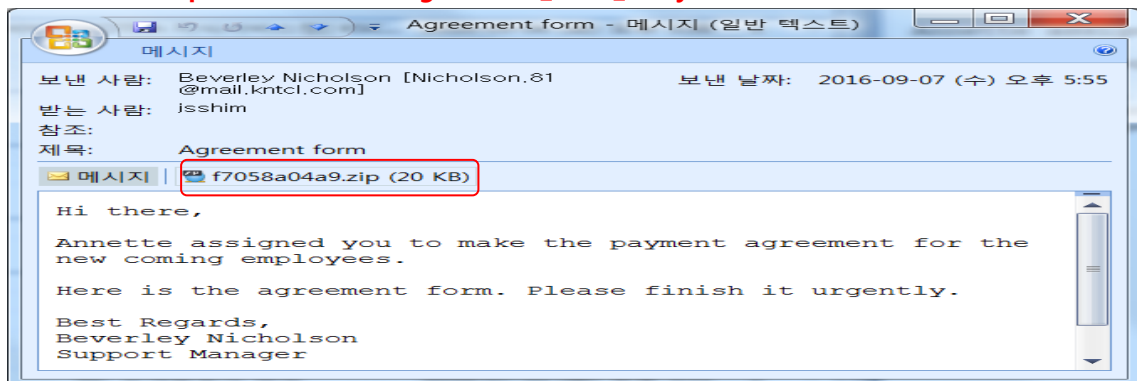 Agreement form - 메시지 (일반 텍스트)
메시지
보낸 사람: Beverley Nicholson [Nicholson.81
@mail.kntcl.com]
보낸 날짜: 2016-09-07 (수) 오후 5:55
받는 사람: jsshim
참조:
제목: Agreement form
메시지 f7058a04a9.zip (20 KB)
Hi there,
Annette assigned you to make the payment agreement for the
new coming employees.
Here is the agreement form. Please finish it urgently.
Best Regards,
Beverley Nicholson
Support Manager